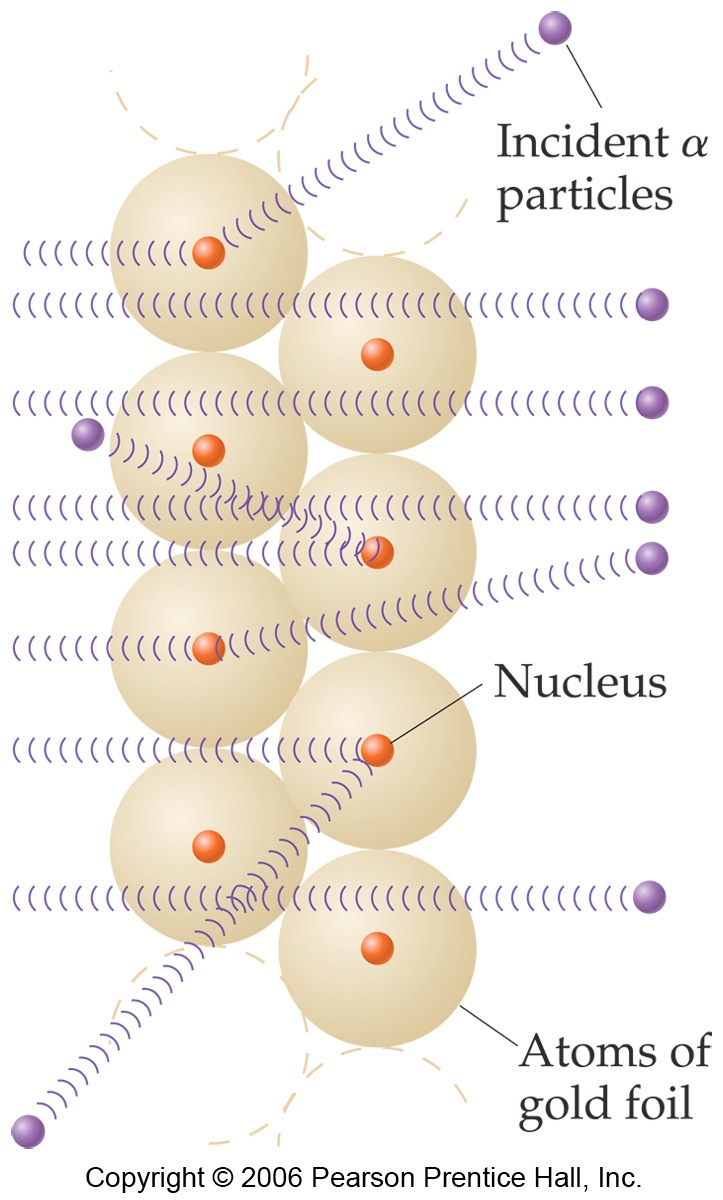 Incident α
particles
Nucleus
Atoms of
gold foil
Copyright © 2006 Pearson Prentice Hall, Inc.